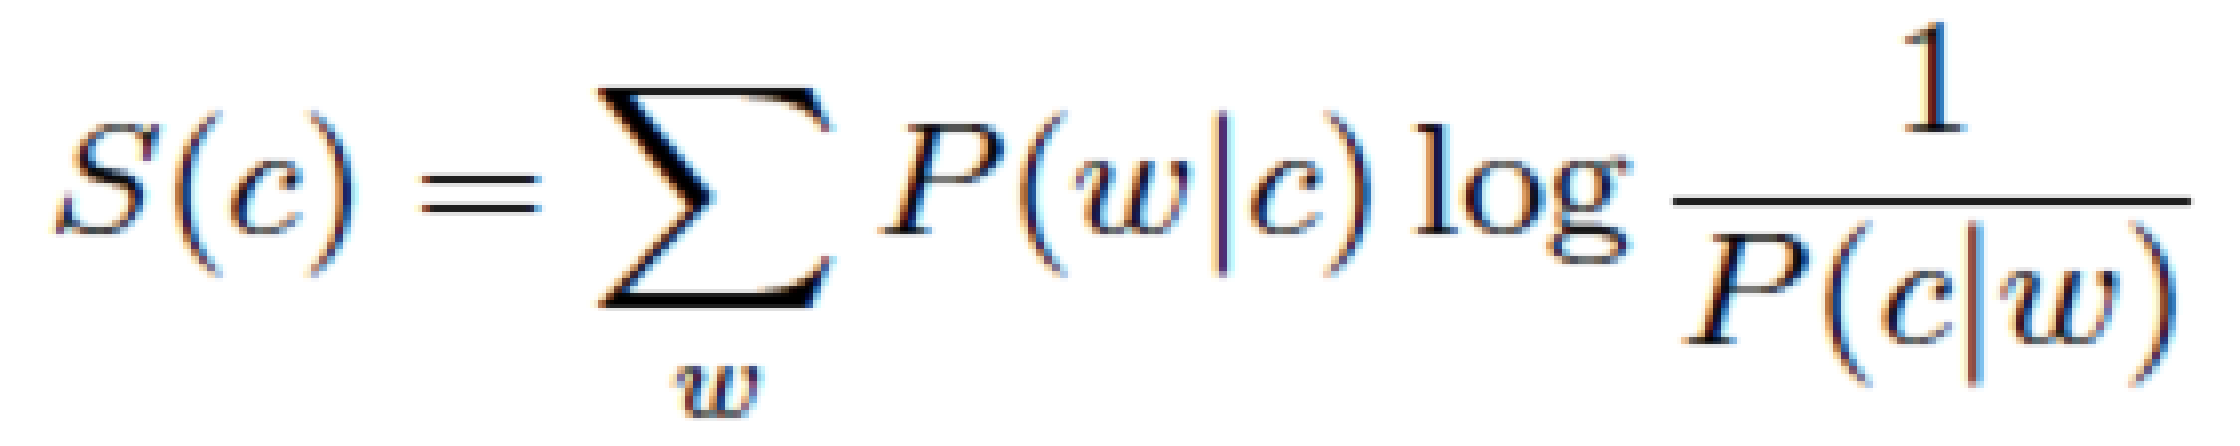 S(c) = ∑_w P(w|c) log 1/P(c|w)